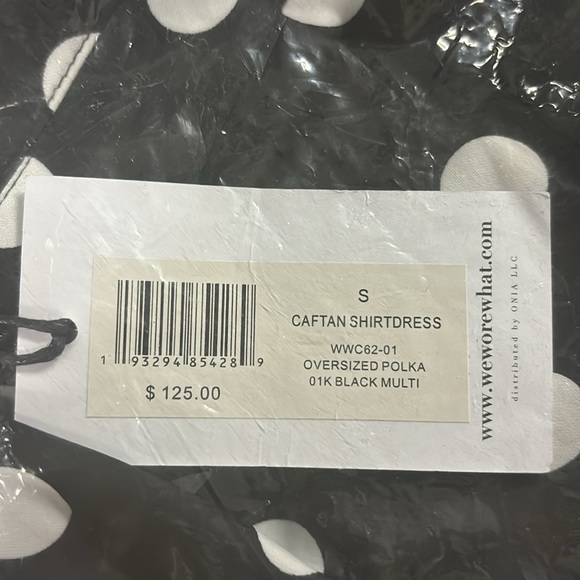 S
CAFTAN SHIRTDRESS
WWC62-01
OVERSIZED POLKA
01K BLACK MULTI
1 93294 85428 9
$ 125.00
www.weworewhat.com
distributed by ONIA LLC